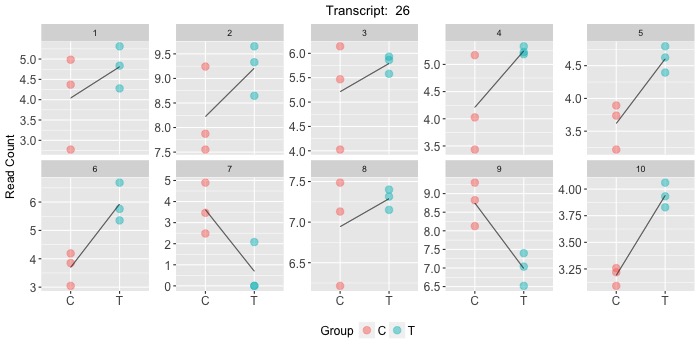 Transcript: 26
Read Count
1 2 3 4 5
5.0 9.5 6.0 5.0 4.5
4.5 9.0 5.5 4.5 4.0
4.0 8.5 5.0 4.0 3.5
3.5 8.0 4.5 3.5
3.0 7.5 4.0
6 7 8 9 10
6 5 7.5 9.0 4.00
5 4 7.0 8.5 3.75
4 3 6.5 8.0 3.50
3 2 7.5 3.25
1 7.0
0 6.5
C T C T C T C T C T
Group C T